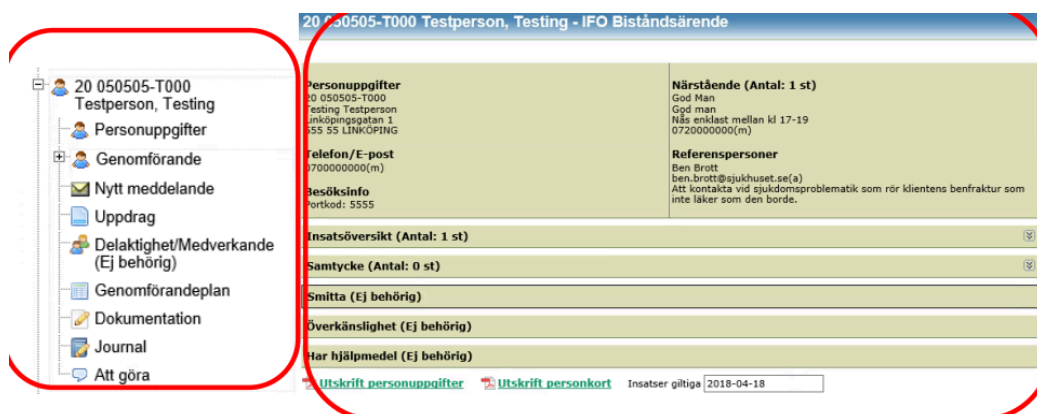 20 050505-T000
Testperson, Testing
Personuppgifter
Genomförande
Nytt meddelande
Uppdrag
Delaktighet/Medverkande
(Ej behörig)
Genomförandeplan
Dokumentation
Journal
Att göra
20 050505-T000 Testperson, Testing - IFO Biståndsärende
Personuppgifter
20 050505-T000
Testing Testperson
Linköpingsgatan 1
555 55 LINKÖPING
Telefon/E-post
0700000000(m)
Besöksinfo
Portkod: 5555
Närstående (Antal: 1 st)
God Man
God man
Nås enklast mellan kl 17-19
0720000000(m)
Referenspersoner
Ben Brott
ben.brott@sjukhuset.se(a)
Att kontakta vid sjukdomsproblematik som rör klientens benfraktur som
inte läker som den borde.
Insatsöversikt (Antal: 1 st)
Samtycke (Antal: 0 st)
Smitta (Ej behörig)
Överkänslighet (Ej behörig)
Har hjälpmedel (Ej behörig)
Utskrift personuppgifter Utskrift personkort Insatser giltiga 2018-04-18